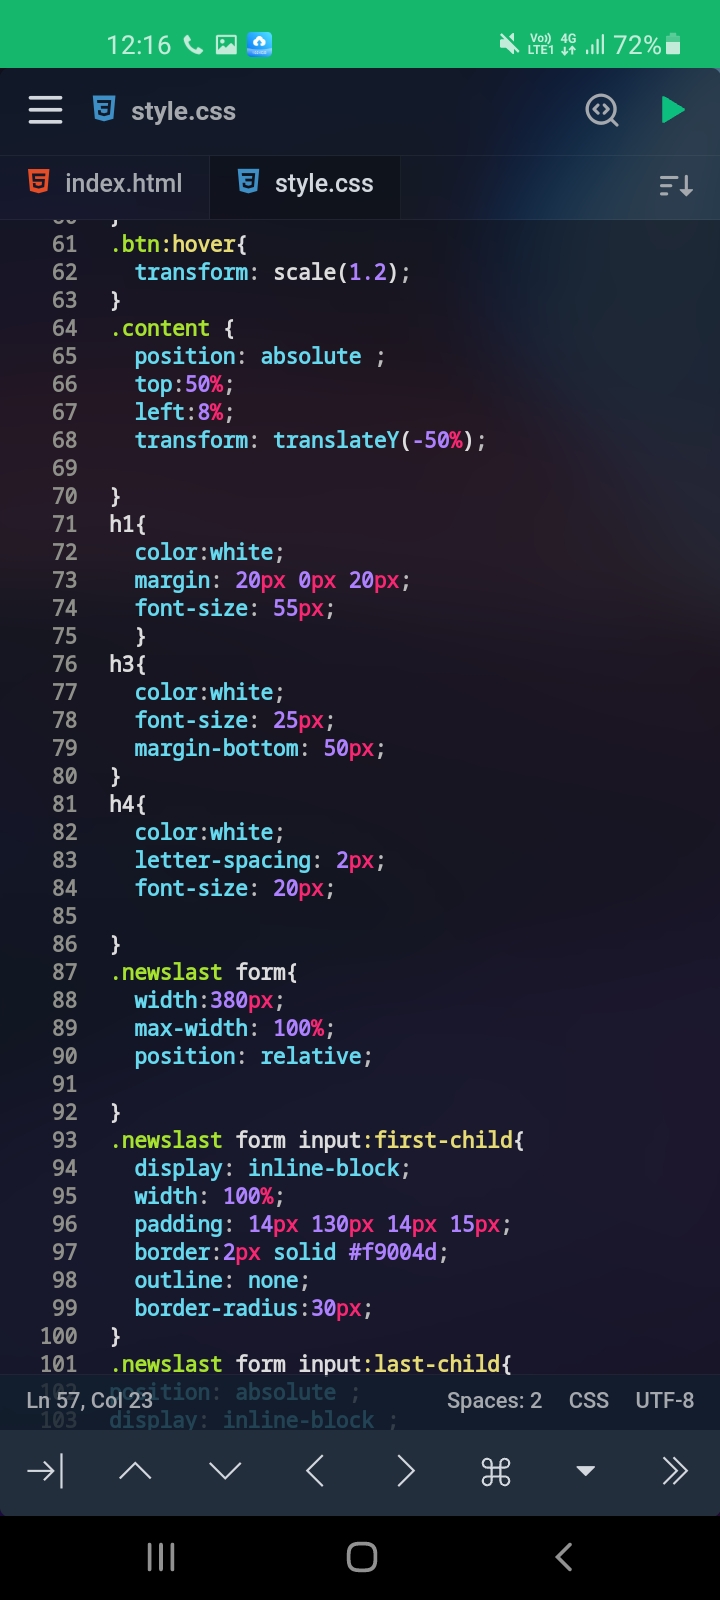 12:16 Vo)) LTE1 4G 72%
style.css
index.html style.css
60 }
61 .btn:hover{
62 transform: scale(1.2);
63 }
64 .content {
65 position: absolute ;
66 top:50%;
67 left:8%;
68 transform: translateY(-50%);
69
70 }
71 h1{
72 color:white;
73 margin: 20px 0px 20px;
74 font-size: 55px;
75 }
76 h3{
77 color:white;
78 font-size: 25px;
79 margin-bottom: 50px;
80 }
81 h4{
82 color:white;
83 letter-spacing: 2px;
84 font-size: 20px;
85
86 }
87 .newslast form{
88 width:380px;
89 max-width: 100%;
90 position: relative;
91
92 }
93 .newslast form input:first-child{
94 display: inline-block;
95 width: 100%;
96 padding: 14px 130px 14px 15px;
97 border:2px solid #f9004d;
98 outline: none;
99 border-radius:30px;
100 }
101 .newslast form input:last-child{
102 position: absolute ;
Ln 57, Col 23 Spaces: 2 CSS UTF-8
103 display: inline-block ;